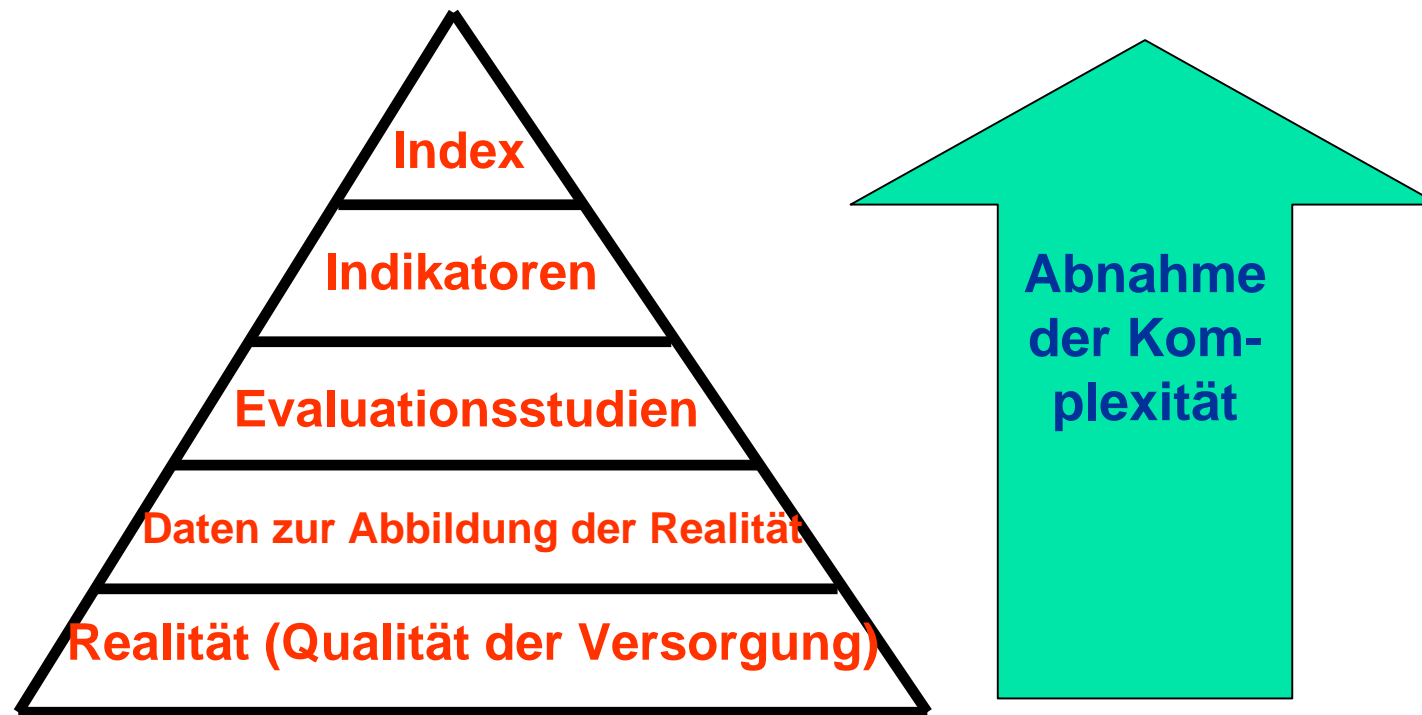 Index
Indikatoren
Evaluationsstudien
Daten zur Abbildung der Realität
Realität (Qualität der Versorgung)
Abnahme
der Kom-
plexität